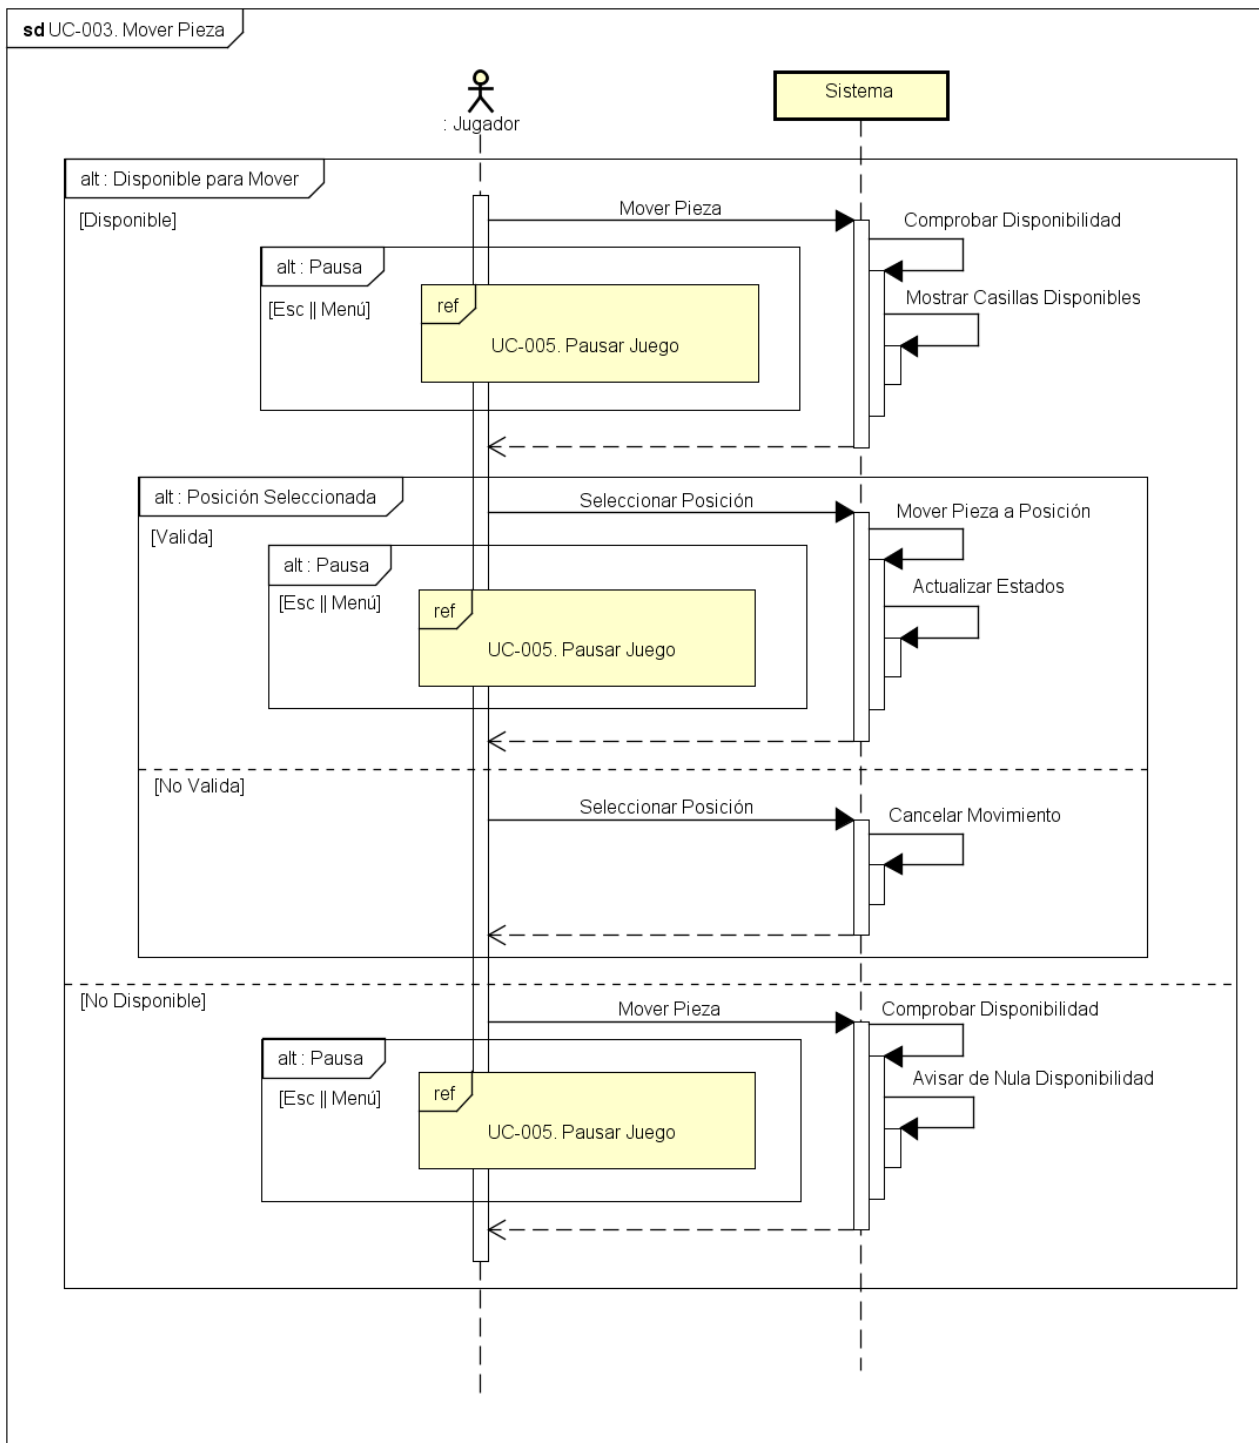 sd UC-003. Mover Pieza
Sistema
: Jugador
alt : Disponible para Mover
[Disponible]
Mover Pieza
Comprobar Disponibilidad
alt : Pausa
[Esc || Menú]
ref
UC-005. Pausar Juego
Mostrar Casillas Disponibles
alt : Posición Seleccionada
[Valida]
Seleccionar Posición
Mover Pieza a Posición
alt : Pausa
[Esc || Menú]
ref
UC-005. Pausar Juego
Actualizar Estados
[No Valida]
Seleccionar Posición
Cancelar Movimiento
[No Disponible]
Mover Pieza
Comprobar Disponibilidad
alt : Pausa
[Esc || Menú]
ref
UC-005. Pausar Juego
Avisar de Nula Disponibilidad